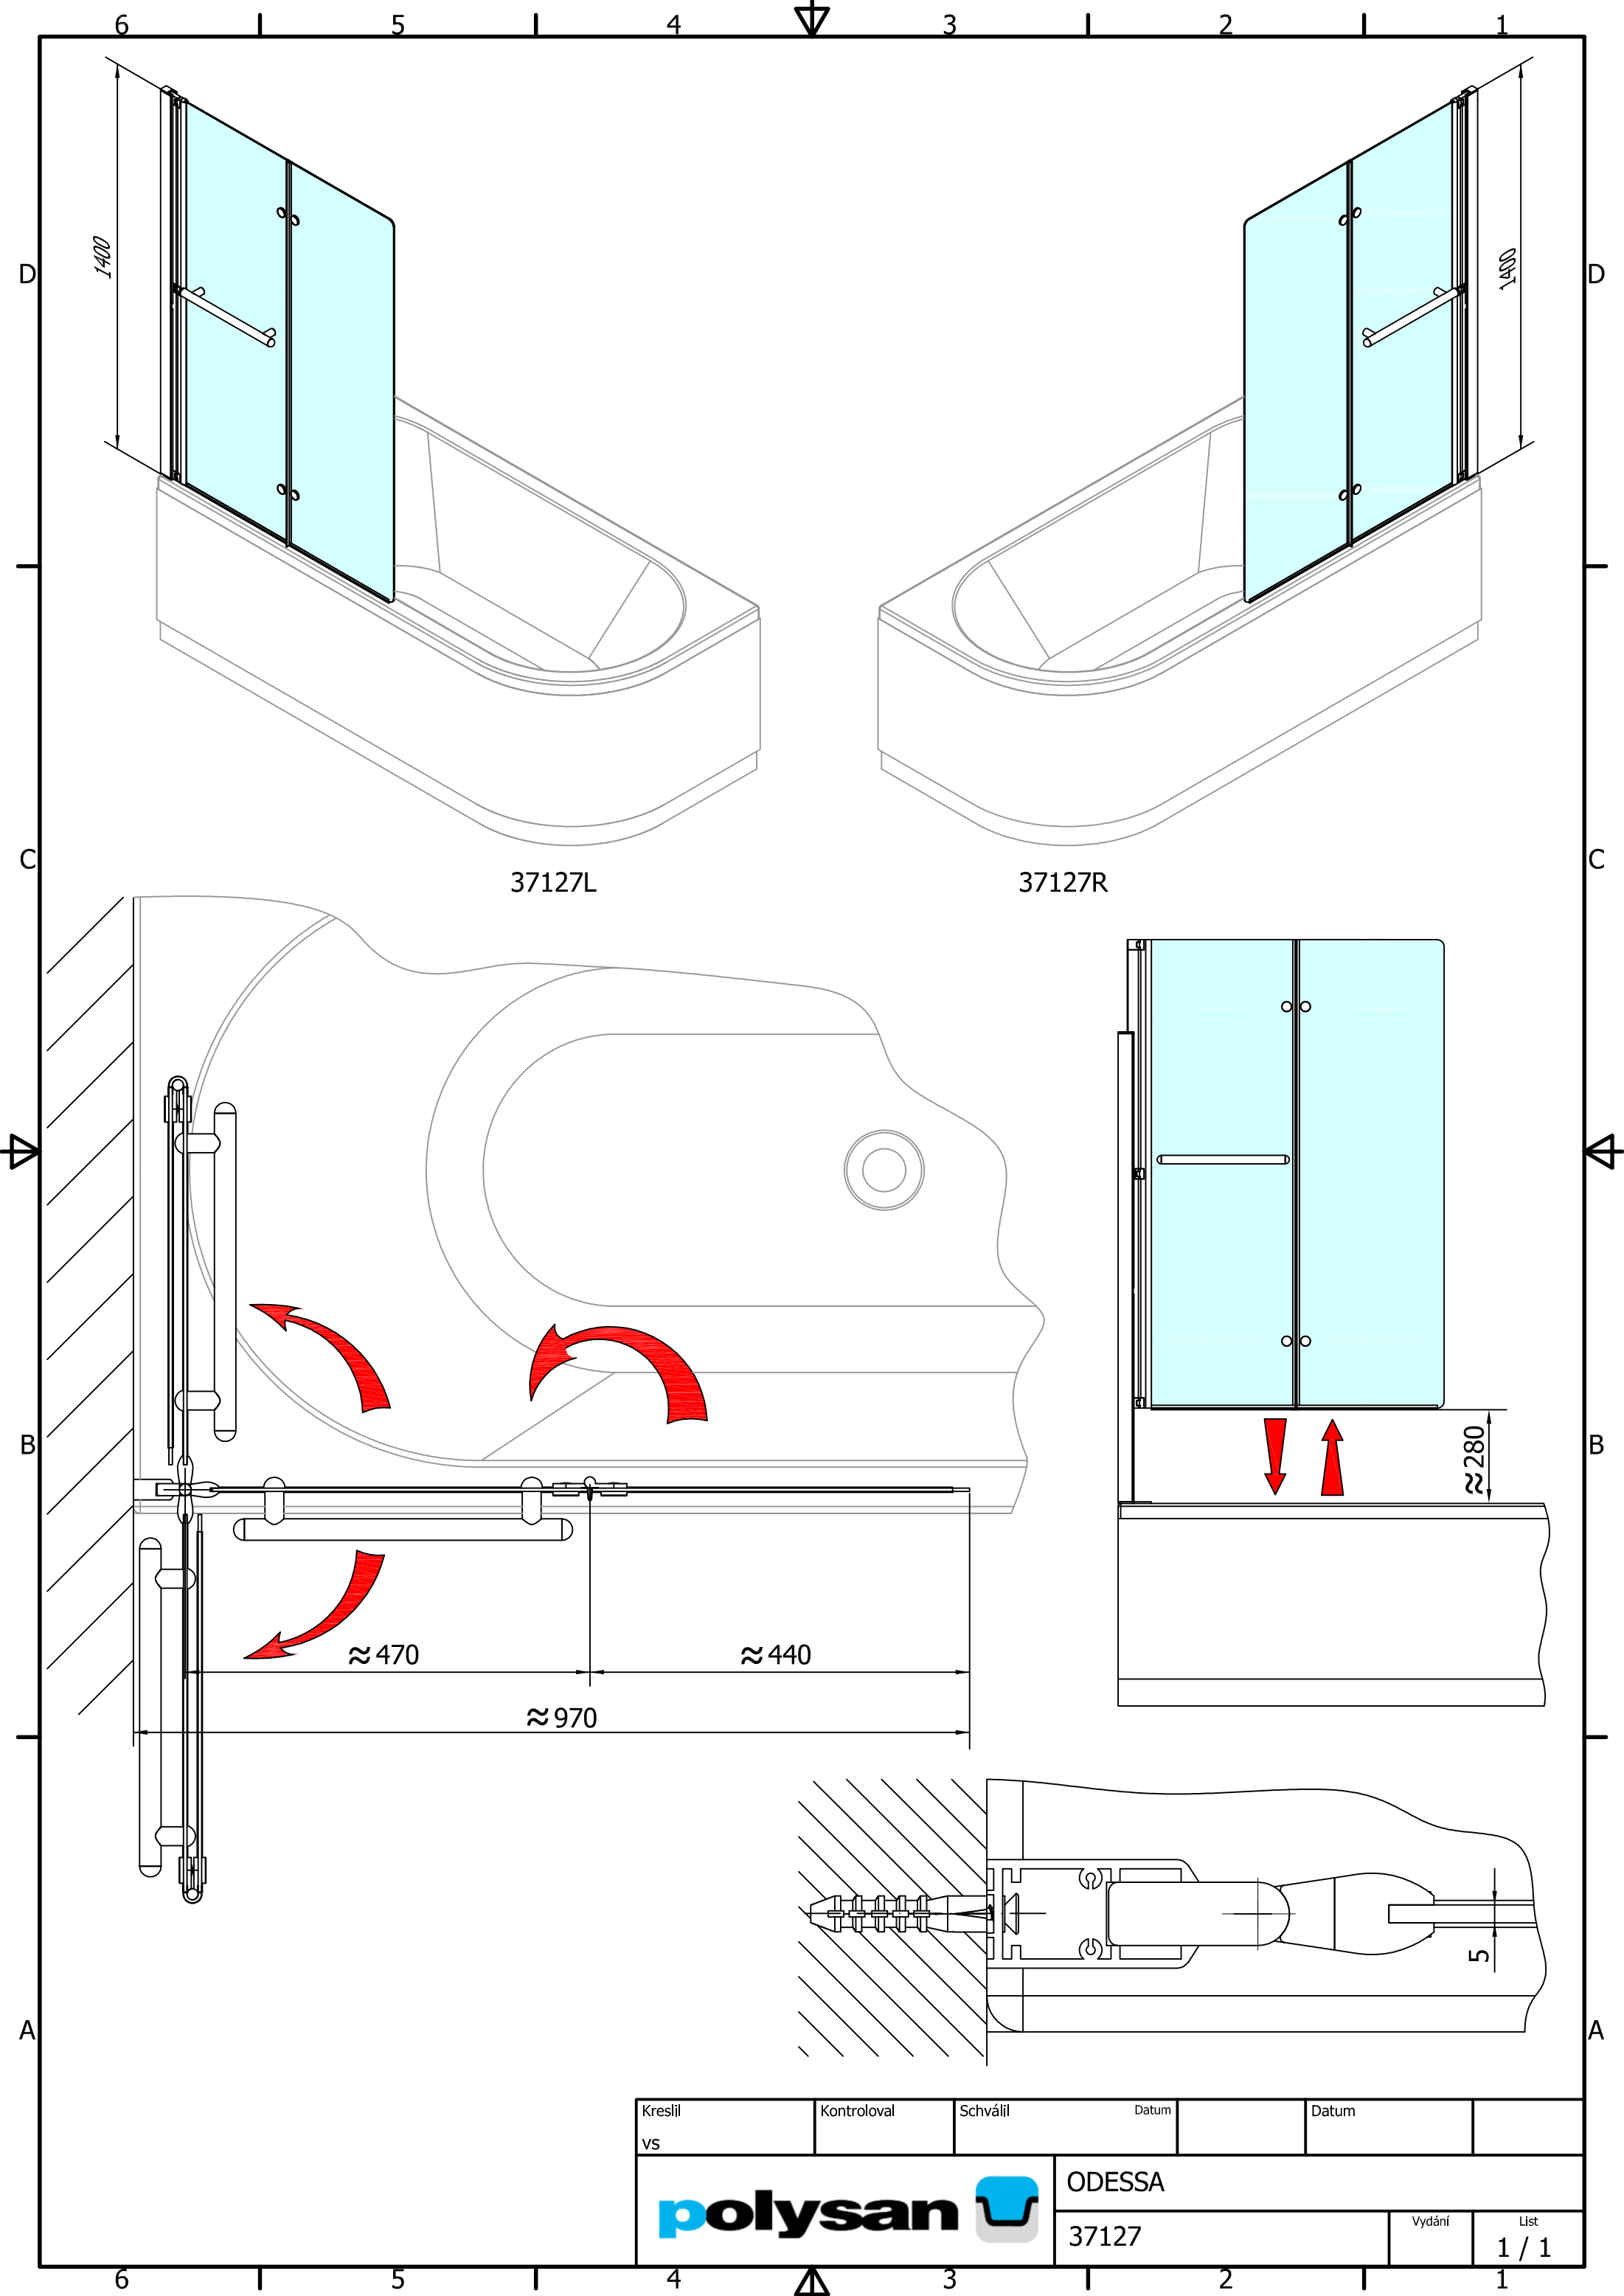 6 5 4 3 2 1
1400
1400
D D
C C
37127L 37127R
≈280
B B
≈470 ≈440
≈970
5
A A
Kreslil Kontroloval Schválil Datum Datum
vs
polysan
ODESSA
37127
Vydání List
1 / 1
6 5 4 3 2 1